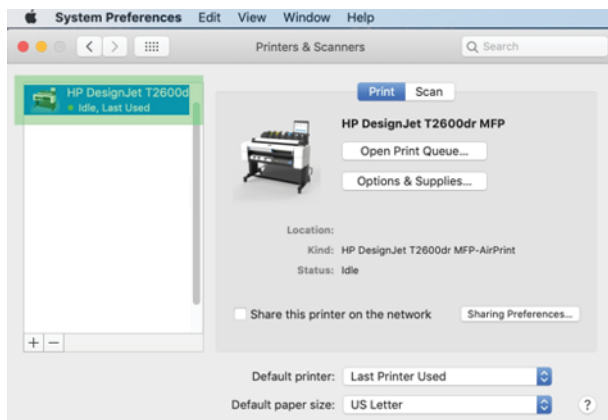 System Preferences Edit View Window Help
Printers & Scanners
Search
HP DesignJet T2600d
Idle, Last Used
Print Scan
HP DesignJet T2600dr MFP
Open Print Queue...
Options & Supplies...
Location:
Kind: HP DesignJet T2600dr MFP-AirPrint
Status: Idle
Share this printer on the network Sharing Preferences...
+ −
Default printer: Last Printer Used
Default paper size: US Letter ?